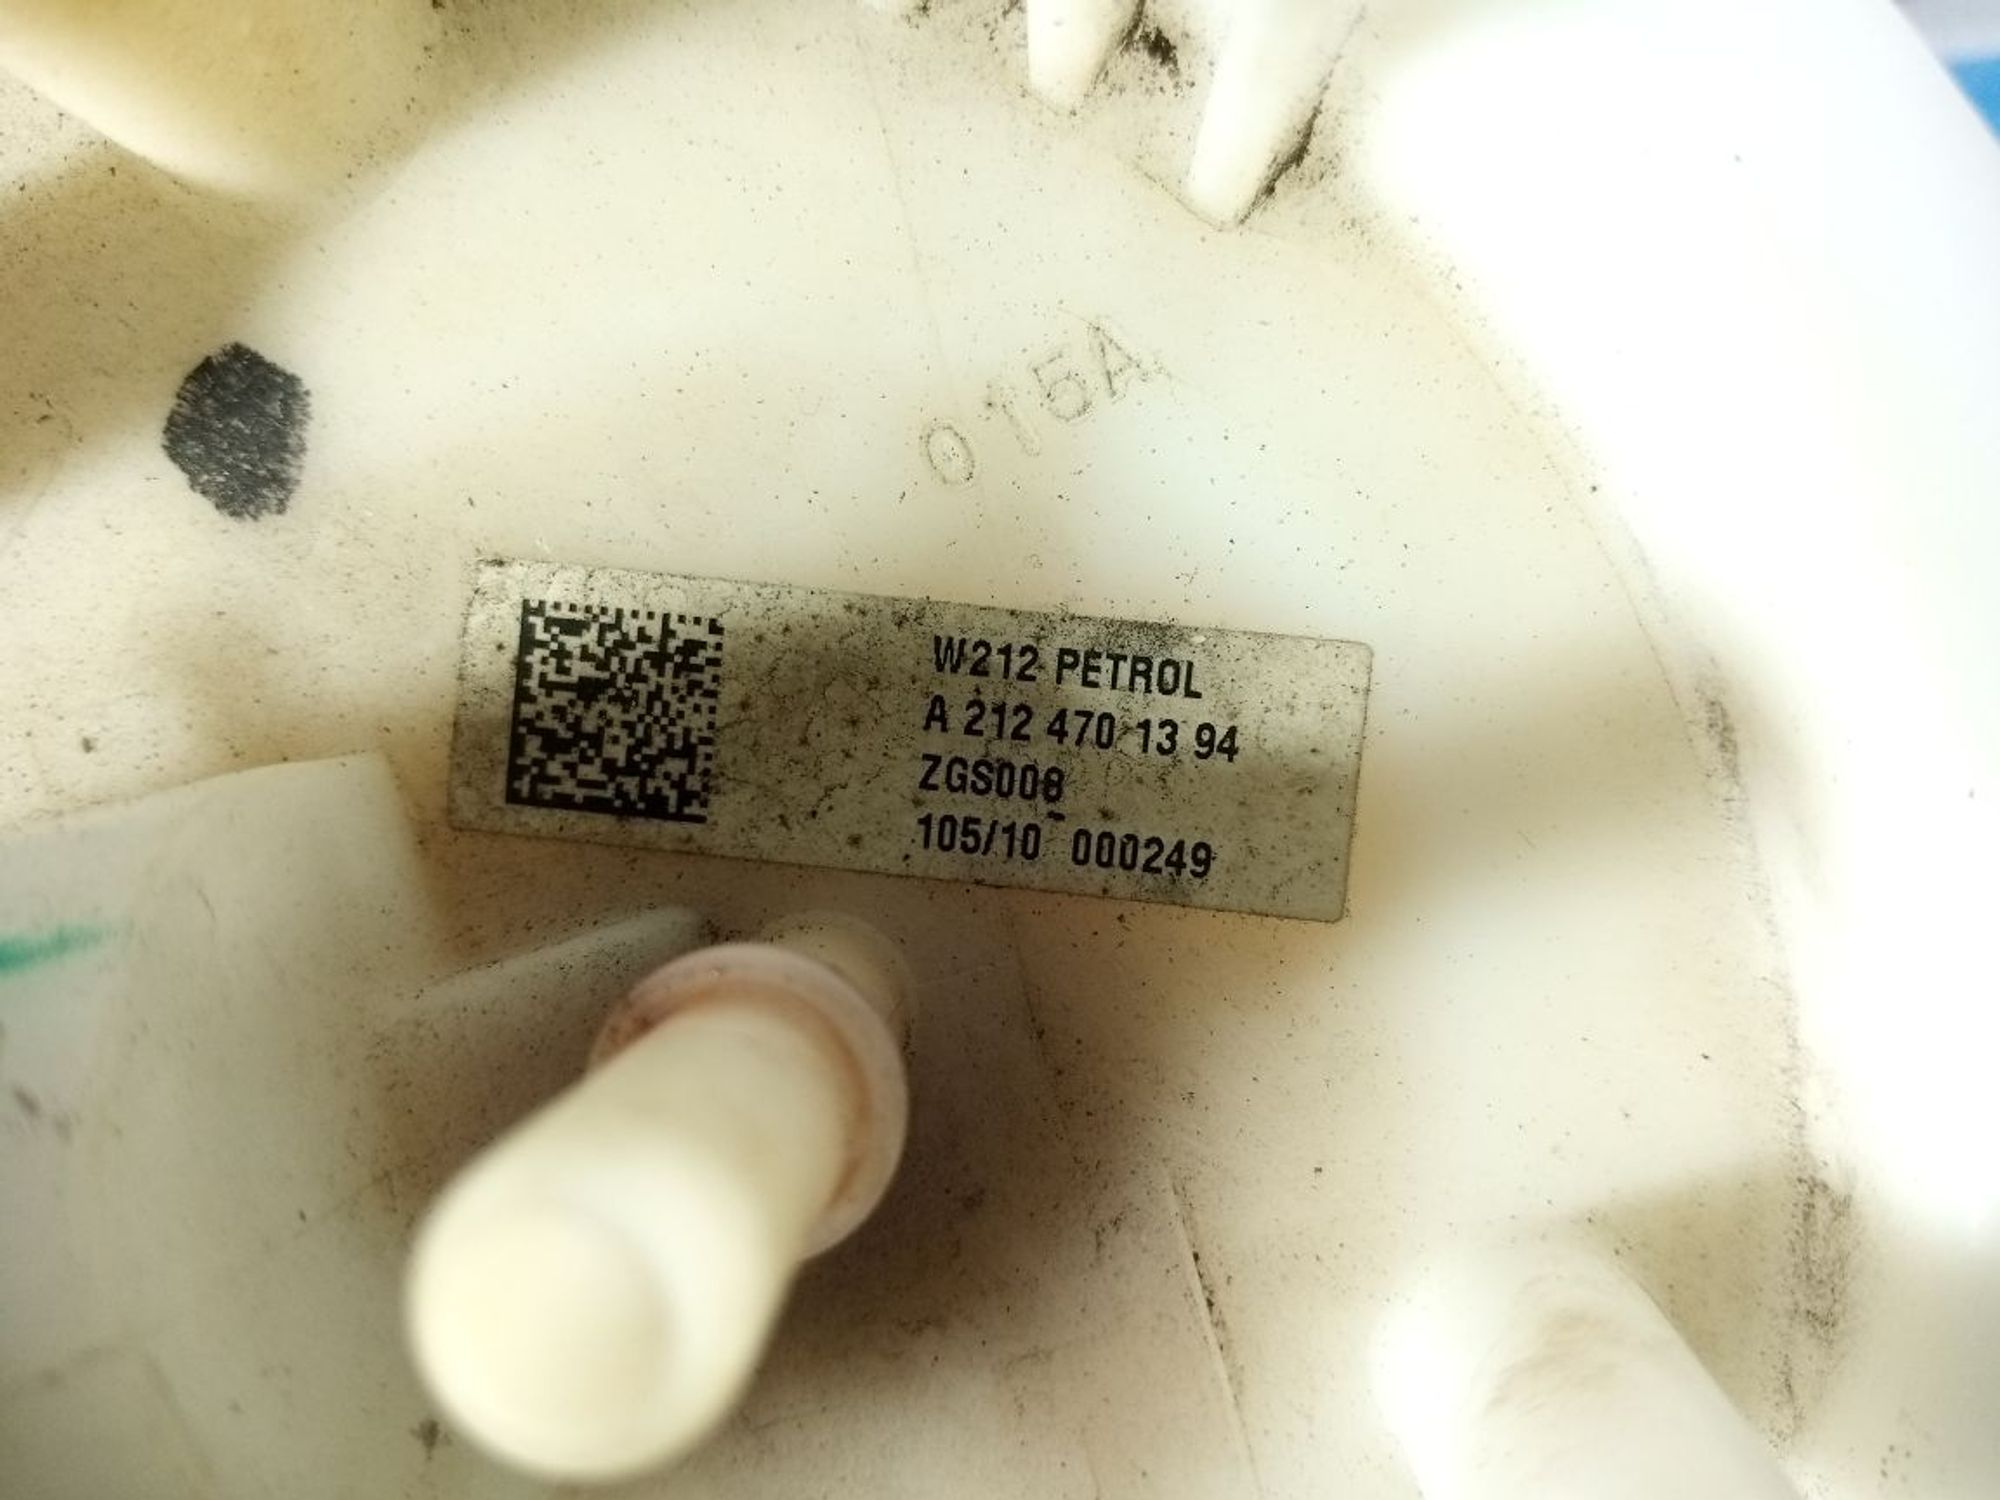 015A
W212 PETROL
A 212 470 13 94
ZGS008
105/10 000249